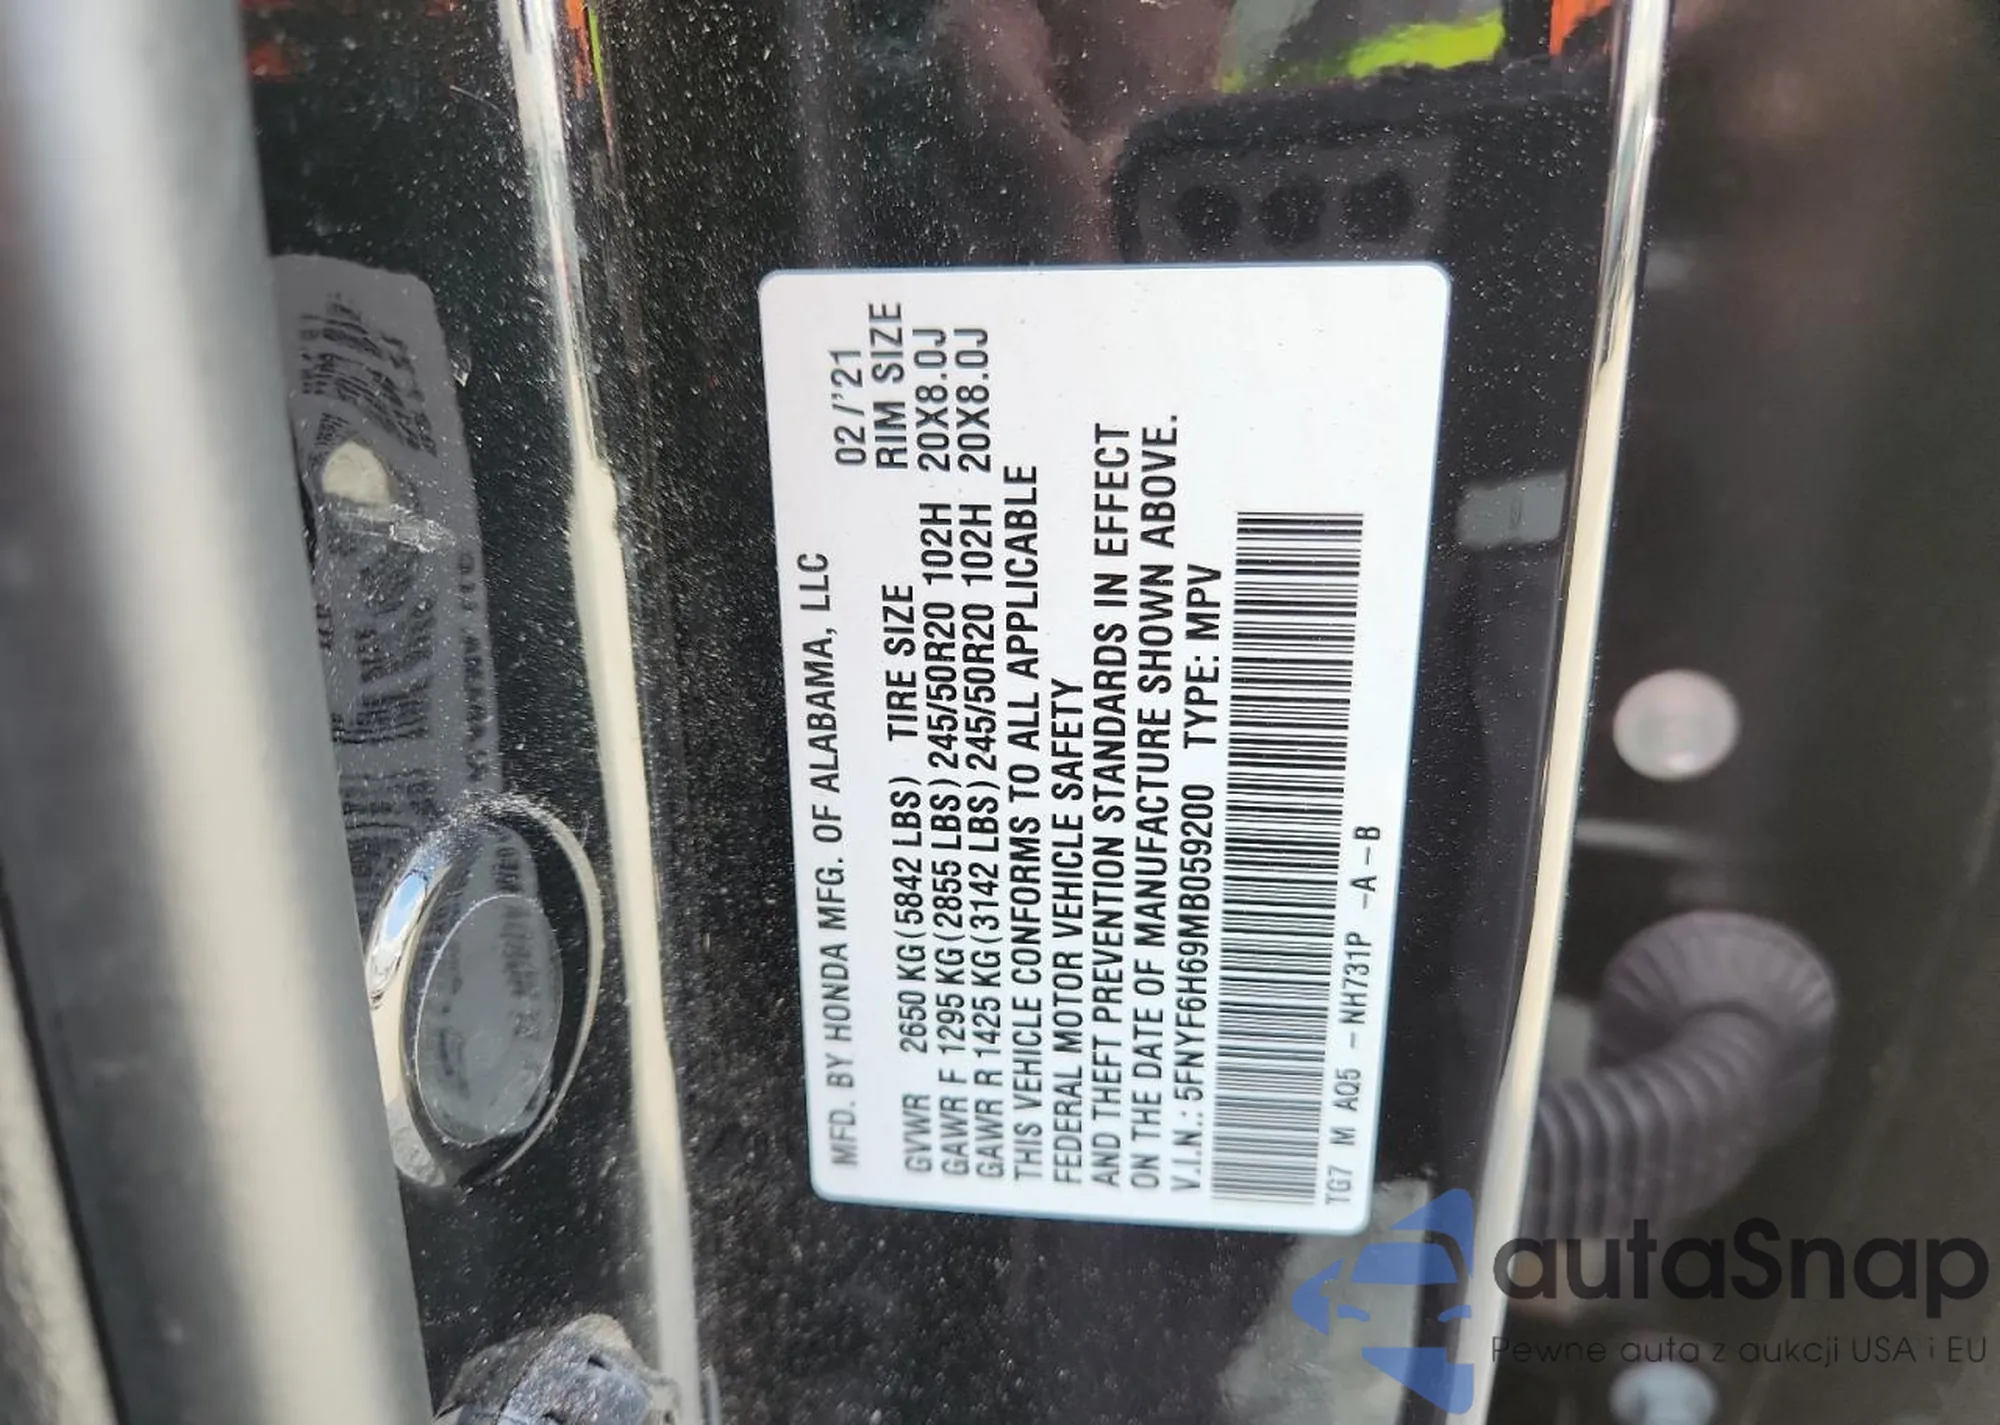 MFD. BY HONDA MFG. OF ALABAMA, LLC
02/'21
GVWR 2650 KG(5842 LBS) TIRE SIZE RIM SIZE
GAWR F 1295 KG(2855 LBS) 245/50R20 102H 20X8.0J
GAWR R 1425 KG(3142 LBS) 245/50R20 102H 20X8.0J
THIS VEHICLE CONFORMS TO ALL APPLICABLE
FEDERAL MOTOR VEHICLE SAFETY
AND THEFT PREVENTION STANDARDS IN EFFECT
ON THE DATE OF MANUFACTURE SHOWN ABOVE.
V.I.N.: 5FNYF6H69MB059200 TYPE: MPV
TG7 M AQ5 -NH731P -A-B
autaSnap
Pewne auta z aukcji USA i EU